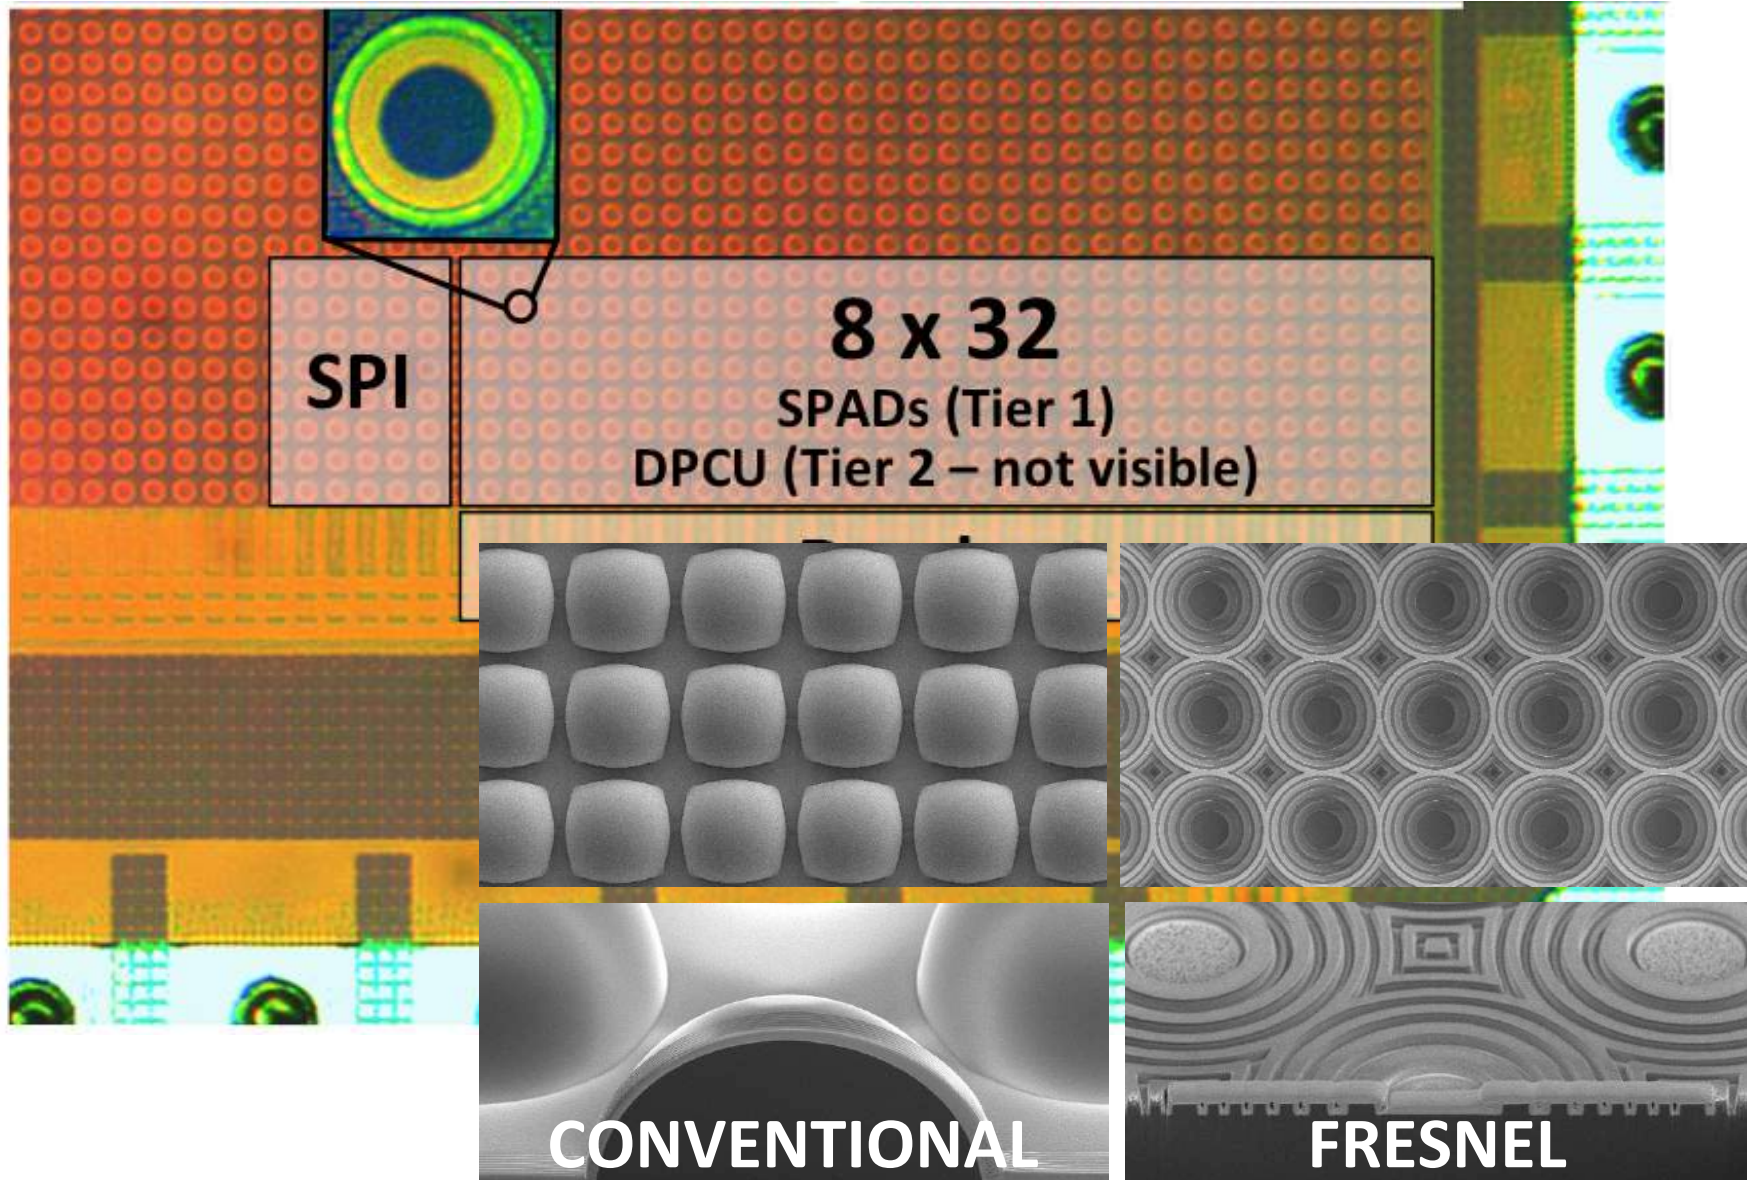 SPI
8 x 32
SPADs (Tier 1)
DPCU (Tier 2 – not visible)
CONVENTIONAL
FRESNEL